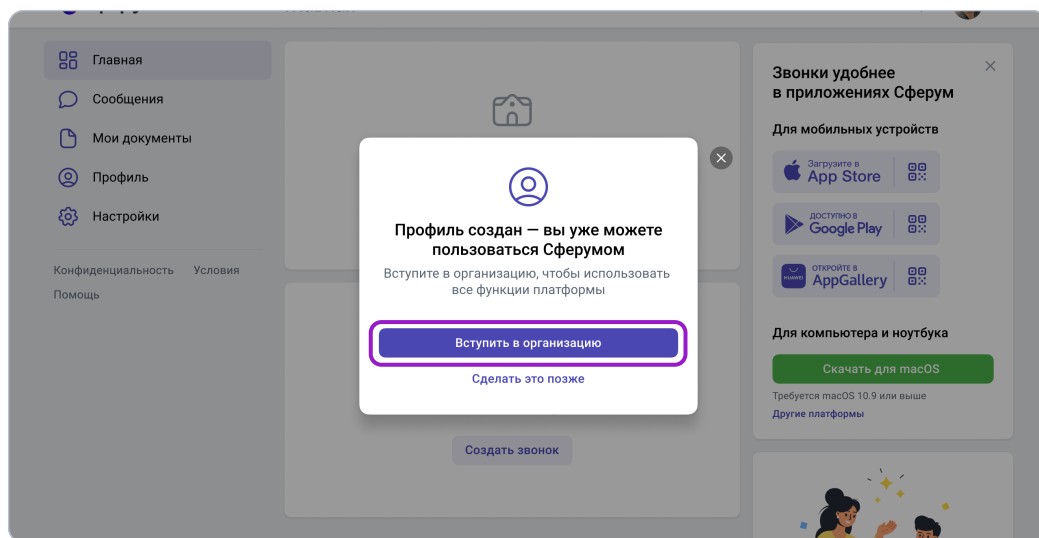 Главная
Сообщения
Мои документы
Профиль
Настройки
Конфиденциальность Условия
Помощь
Профиль создан — вы уже можете
пользоваться Сферумом
Вступите в организацию, чтобы использовать
все функции платформы
Вступить в организацию
Сделать это позже
Создать звонок
Звонки удобнее
в приложениях Сферум
Для мобильных устройств
Загрузите в
App Store
ДОСТУПНО В
Google Play
HUAWEI
ОТКРОЙТЕ В
AppGallery
Для компьютера и ноутбука
Скачать для macOS
Требуется macOS 10.9 или выше
Другие платформы